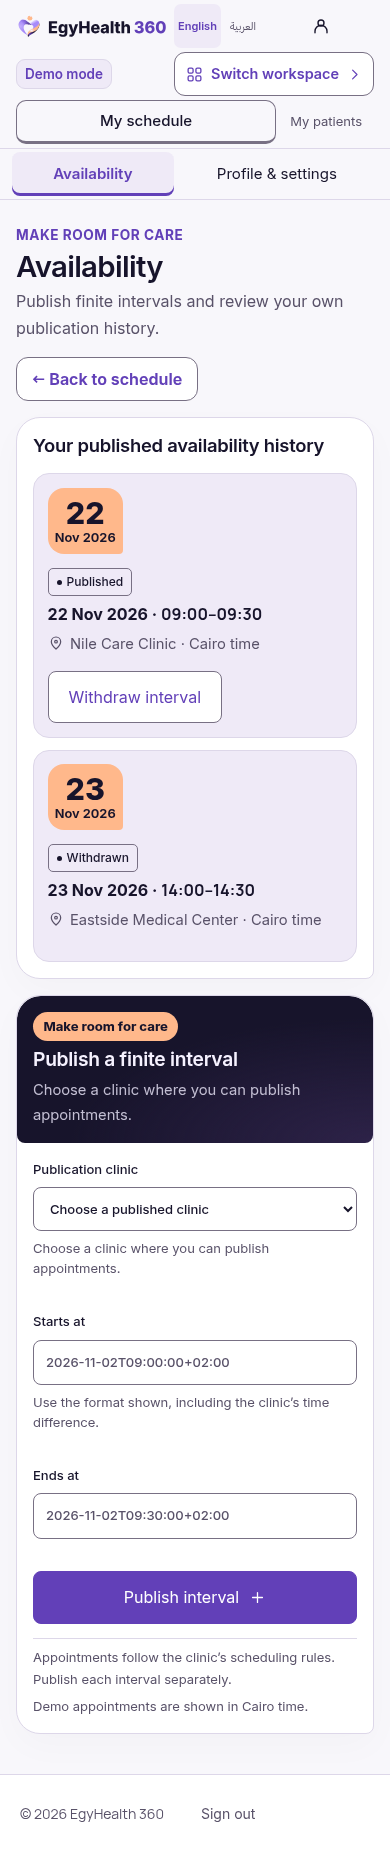 EgyHealth 360 English العربية
Demo mode Switch workspace
My schedule My patients
Availability Profile & settings
MAKE ROOM FOR CARE
Availability
Publish finite intervals and review your own
publication history.
← Back to schedule
Your published availability history
22
Nov 2026
• Published
22 Nov 2026 · 09:00–09:30
Nile Care Clinic · Cairo time
Withdraw interval
23
Nov 2026
• Withdrawn
23 Nov 2026 · 14:00–14:30
Eastside Medical Center · Cairo time
Make room for care
Publish a finite interval
Choose a clinic where you can publish
appointments.
Publication clinic
Choose a published clinic
Choose a clinic where you can publish
appointments.
Starts at
2026-11-02T09:00:00+02:00
Use the format shown, including the clinic’s time
difference.
Ends at
2026-11-02T09:30:00+02:00
Publish interval +
Appointments follow the clinic’s scheduling rules.
Publish each interval separately.
Demo appointments are shown in Cairo time.
© 2026 EgyHealth 360 Sign out